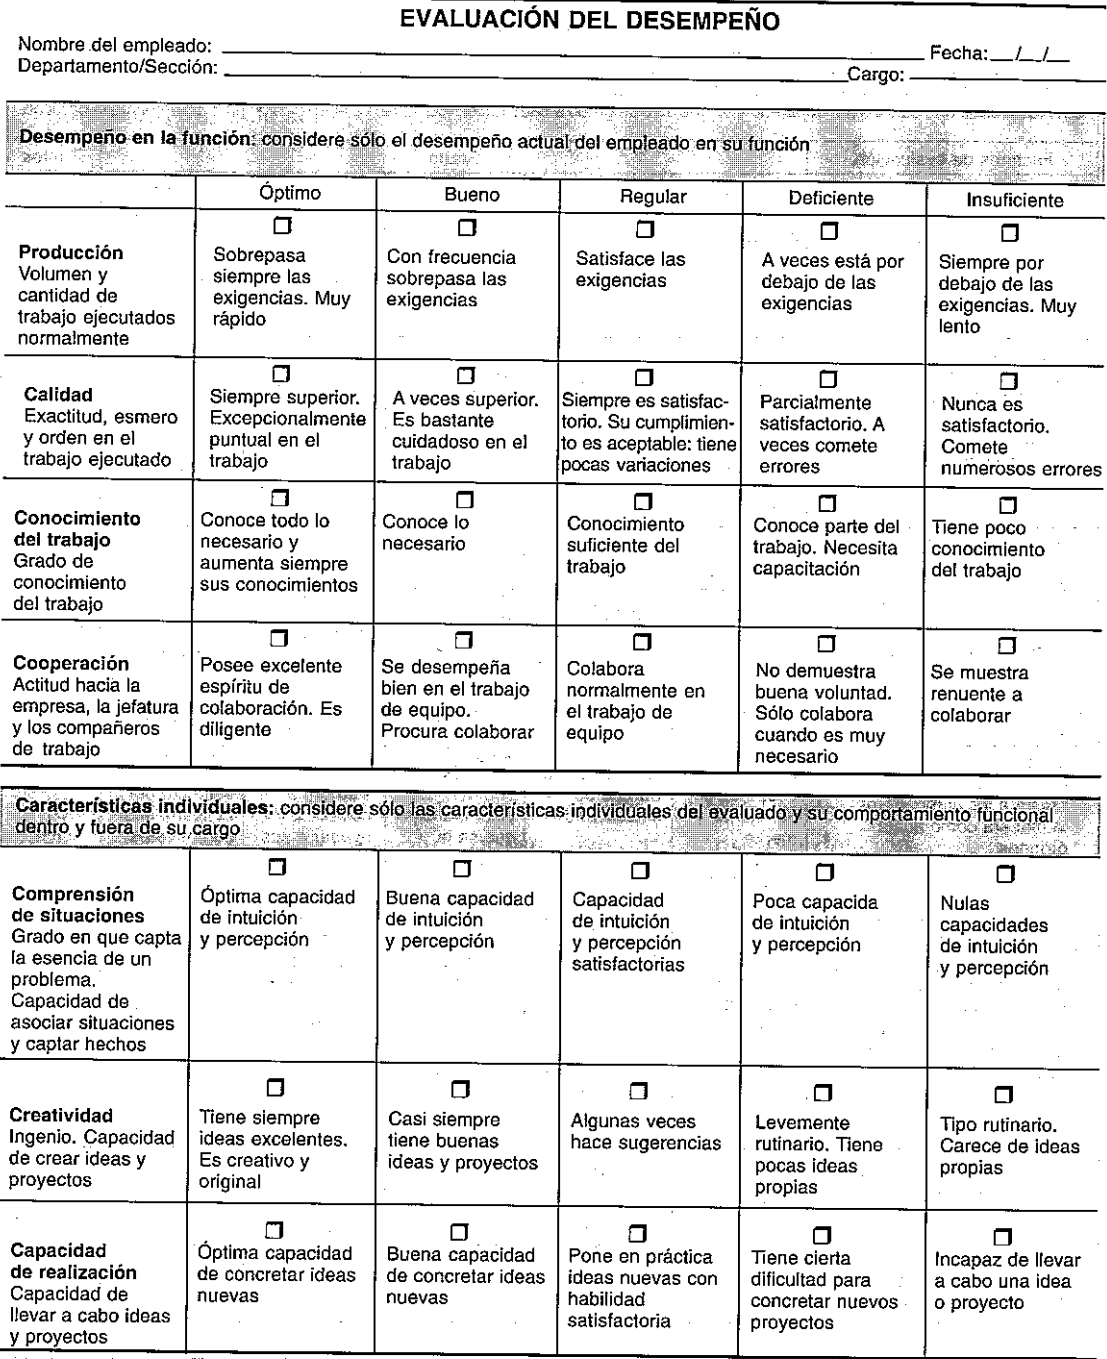 EVALUACIÓN DEL DESEMPEÑO
Nombre del empleado: Fecha: __/__/__
Departamento/Sección: Cargo:
Desempeño en la función: considere sólo el desempeño actual del empleado en su función
Óptimo Bueno Regular Deficiente Insuficiente
Producción
Volumen y
cantidad de
trabajo ejecutados
normalmente
Sobrepasa
siempre las
exigencias. Muy
rápido
Con frecuencia
sobrepasa las
exigencias
Satisface las
exigencias
A veces está por
debajo de las
exigencias
Siempre por
debajo de las
exigencias. Muy
lento
Calidad
Exactitud, esmero
y orden en el
trabajo ejecutado
Siempre superior.
Excepcionalmente
puntual en el
trabajo
A veces superior.
Es bastante
cuidadoso en el
trabajo
Siempre es satisfac-
torio. Su cumplimien-
to es aceptable: tiene
pocas variaciones
Parcialmente
satisfactorio. A
veces comete
errores
Nunca es
satisfactorio.
Comete
numerosos errores
Conocimiento
del trabajo
Grado de
conocimiento
del trabajo
Conoce todo lo
necesario y
aumenta siempre
sus conocimientos
Conoce lo
necesario
Conocimiento
suficiente del
trabajo
Conoce parte del
trabajo. Necesita
capacitación
Tiene poco
conocimiento
del trabajo
Cooperación
Actitud hacia la
empresa, la jefatura
y los compañeros
de trabajo
Posee excelente
espíritu de
colaboración. Es
diligente
Se desempeña
bien en el trabajo
de equipo.
Procura colaborar
Colabora
normalmente en
el trabajo de
equipo
No demuestra
buena voluntad.
Sólo colabora
cuando es muy
necesario
Se muestra
renuente a
colaborar
Características individuales: considere sólo las características individuales del evaluado y su comportamiento funcional
dentro y fuera de su cargo
Comprensión
de situaciones
Grado en que capta
la esencia de un
problema.
Capacidad de
asociar situaciones
y captar hechos
Óptima capacidad
de intuición
y percepción
Buena capacidad
de intuición
y percepción
Capacidad
de intuición
y percepción
satisfactorias
Poca capacida
de intuición
y percepción
Nulas
capacidades
de intuición
y percepción
Creatividad
Ingenio. Capacidad
de crear ideas y
proyectos
Tiene siempre
ideas excelentes.
Es creativo y
original
Casi siempre
tiene buenas
ideas y proyectos
Algunas veces
hace sugerencias
Levemente
rutinario. Tiene
pocas ideas
propias
Tipo rutinario.
Carece de ideas
propias
Capacidad
de realización
Capacidad de
llevar a cabo ideas
y proyectos
Óptima capacidad
de concretar ideas
nuevas
Buena capacidad
de concretar ideas
nuevas
Pone en práctica
ideas nuevas con
habilidad
satisfactoria
Tiene cierta
dificultad para
concretar nuevos
proyectos
Incapaz de llevar
a cabo una idea
o proyecto